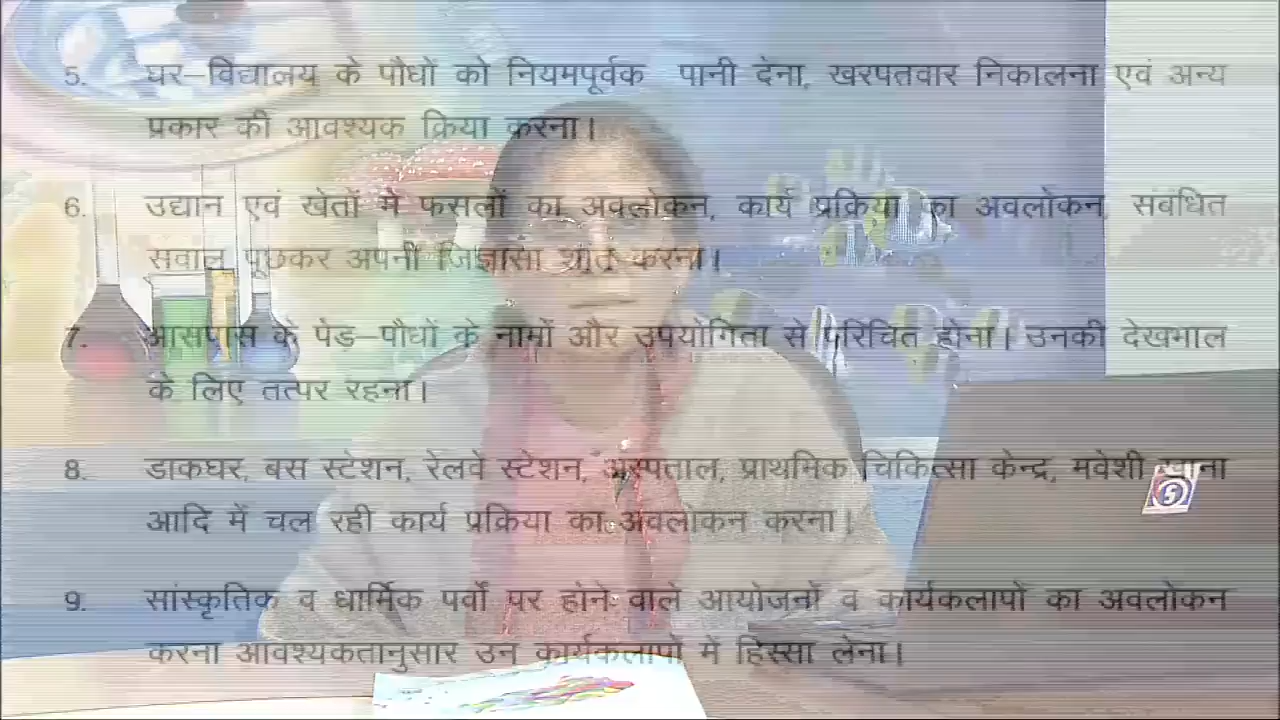 5. घर–विद्यालय के पौधों को नियमपूर्वक पानी देना, खरपतवार निकालना एवं अन्य
प्रकार की आवश्यक क्रिया करना।
6. उद्यान एवं खेतों में फसलों का अवलोकन, कार्य प्रक्रिया का अवलोकन, संबंधित
सवाल पूछकर अपनी जिज्ञासा शांत करना।
7. आसपास के पेड़–पौधों के नामों और उपयोगिता से परिचित होना। उनकी देखभाल
के लिए तत्पर रहना।
8. डाकघर, बस स्टेशन, रेलवे स्टेशन, अस्पताल, प्राथमिक चिकित्सा केन्द्र, मवेशी खाना
आदि में चल रही कार्य प्रक्रिया का अवलोकन करना।
9. सांस्कृतिक व धार्मिक पर्वों पर होने वाले आयोजनों व कार्यकलापों का अवलोकन
करना आवश्यकतानुसार उन कार्यकलापों में हिस्सा लेना।